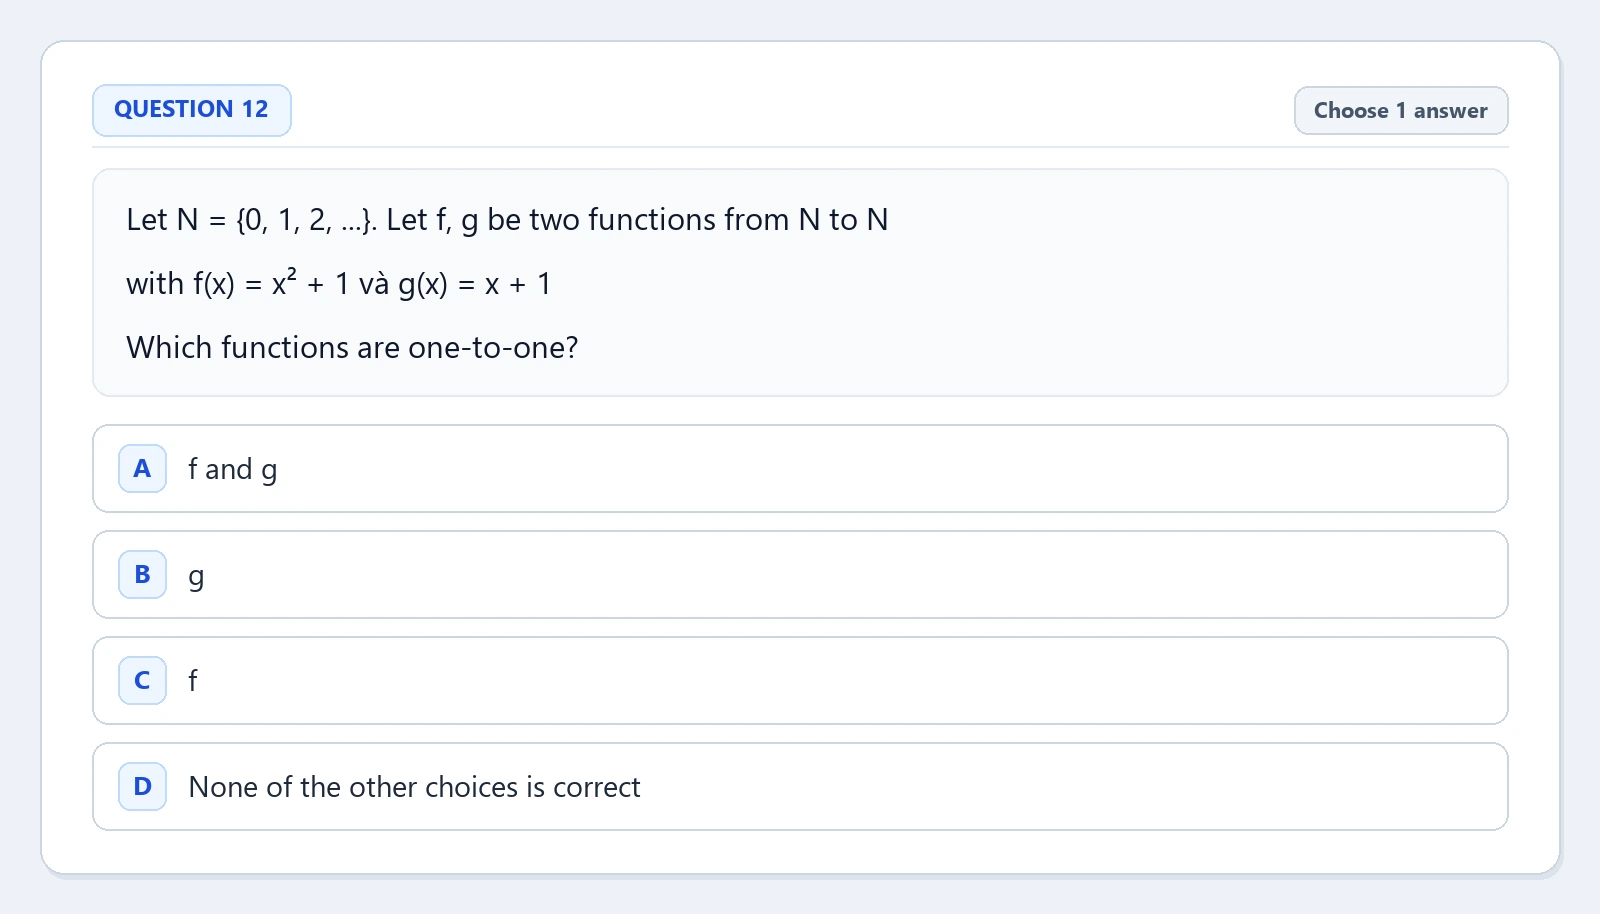 QUESTION 12
Choose 1 answer
Let N = {0, 1, 2, ...}. Let f, g be two functions from N to N
with f(x) = x² + 1 và g(x) = x + 1
Which functions are one-to-one?
A f and g
B g
C f
D None of the other choices is correct